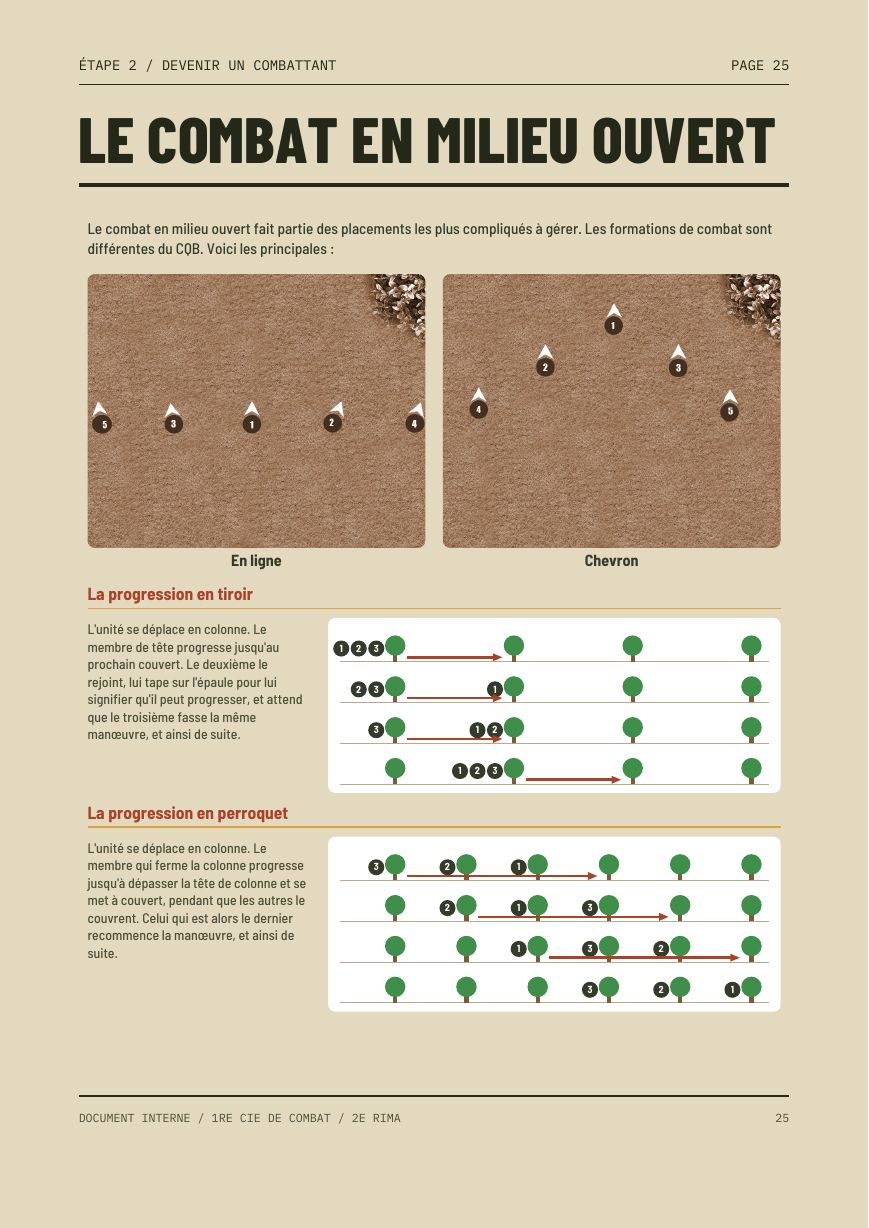 ÉTAPE 2 / DEVENIR UN COMBATTANT
PAGE 25
LE COMBAT EN MILIEU OUVERT
Le combat en milieu ouvert fait partie des placements les plus compliqués à gérer. Les formations de combat sont
différentes du CQB. Voici les principales :
5 3 1 2 4
1
2 3
4 5
En ligne
Chevron
La progression en tiroir
L'unité se déplace en colonne. Le
membre de tête progresse jusqu'au
prochain couvert. Le deuxième le
rejoint, lui tape sur l'épaule pour lui
signifier qu'il peut progresser, et attend
que le troisième fasse la même
manœuvre, et ainsi de suite.
1 2 3
2 3 1
3 1 2
1 2 3
La progression en perroquet
L'unité se déplace en colonne. Le
membre qui ferme la colonne progresse
jusqu'à dépasser la tête de colonne et se
met à couvert, pendant que les autres le
couvrent. Celui qui est alors le dernier
recommence la manœuvre, et ainsi de
suite.
3 2 1
2 1 3
1 3 2
3 2 1
DOCUMENT INTERNE / 1RE CIE DE COMBAT / 2E RIMA
25